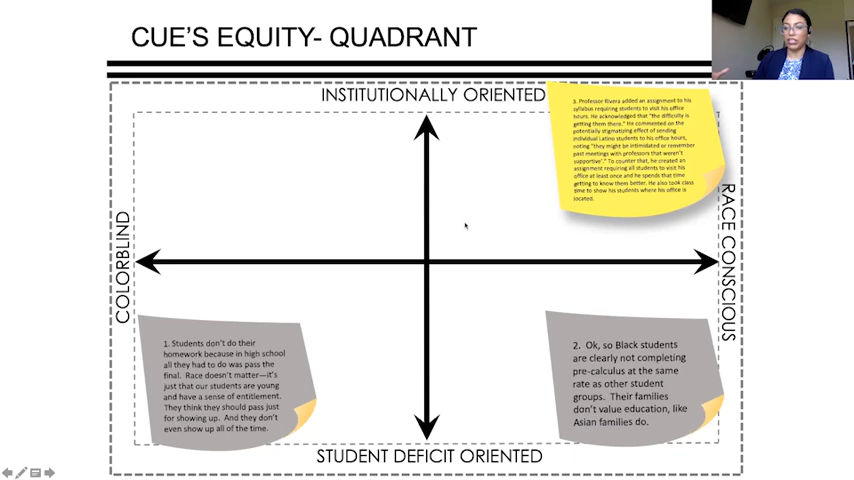 CUE'S EQUITY- QUADRANT
INSTITUTIONALLY ORIENTED
3. Professor Rivera added an assignment to his
syllabus requiring students to visit his office
hours. He acknowledged that "the difficulty is
getting them there." He commented on the
potentially stigmatizing effect of sending
individual Latino students to his office hours,
noting "they might be intimidated or remember
past meetings with professors that weren't
supportive'." To counter that, he created an
assignment requiring all students to visit his
office at least once and he spends that time
getting to know them better. He also took class
time to show his students where his office is
located.
COLORBLIND
RACE CONSCIOUS
1. Students don't do their
homework because in high school
all they had to do was pass the
final. Race doesn't matter—it's
just that our students are young
and have a sense of entitlement.
They think they should pass just
for showing up. And they don't
even show up all of the time.
2. Ok, so Black students
are clearly not completing
pre-calculus at the same
rate as other student
groups. Their families
don't value education, like
Asian families do.
STUDENT DEFICIT ORIENTED